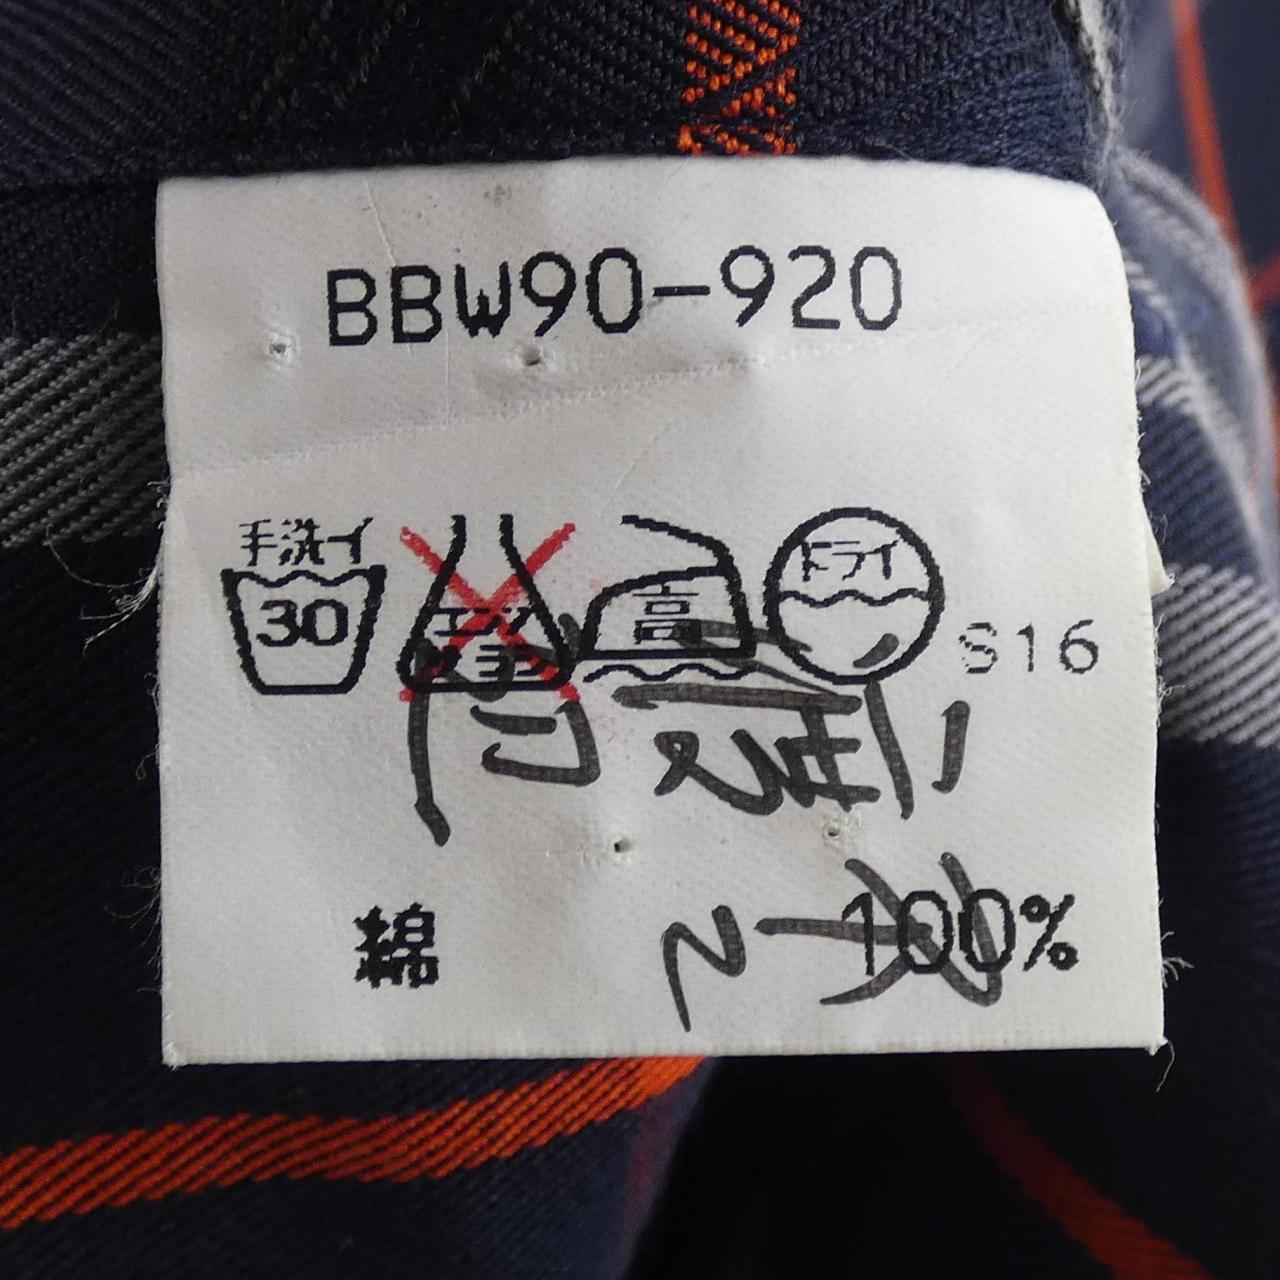 BBW90-920
手洗イ
30
エンソ
サラシ
高
ドライ
S16
綿 100%